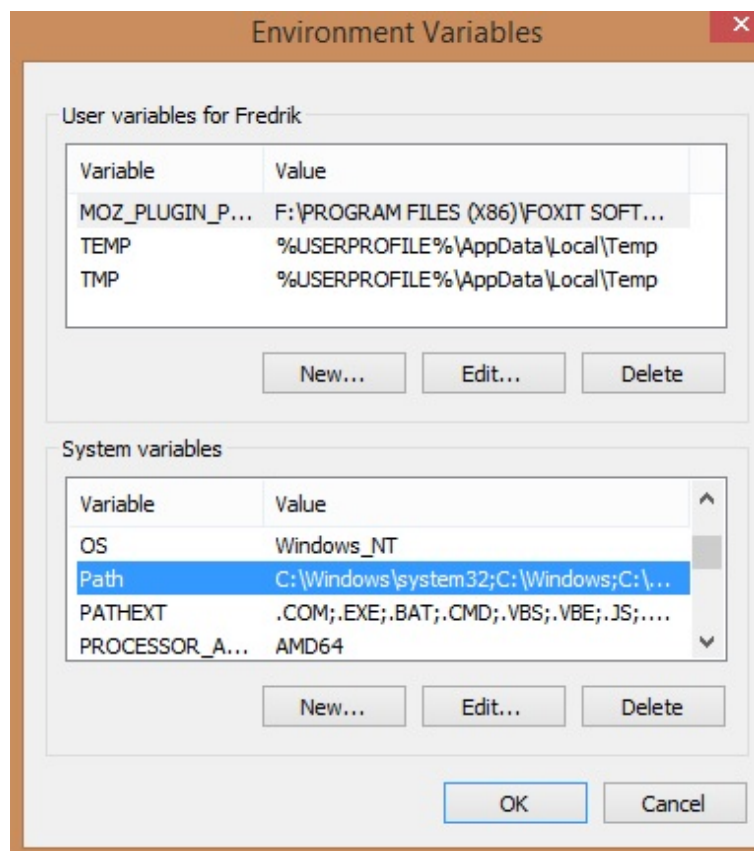 Environment Variables
User variables for Fredrik
Variable Value
MOZ_PLUGIN_P... F:\PROGRAM FILES (X86)\FOXIT SOFT...
TEMP %USERPROFILE%\AppData\Local\Temp
TMP %USERPROFILE%\AppData\Local\Temp
New... Edit... Delete
System variables
Variable Value
OS Windows_NT
Path C:\Windows\system32;C:\Windows;C:\...
PATHEXT .COM;.EXE;.BAT;.CMD;.VBS;.VBE;.JS;....
PROCESSOR_A... AMD64
New... Edit... Delete
OK Cancel